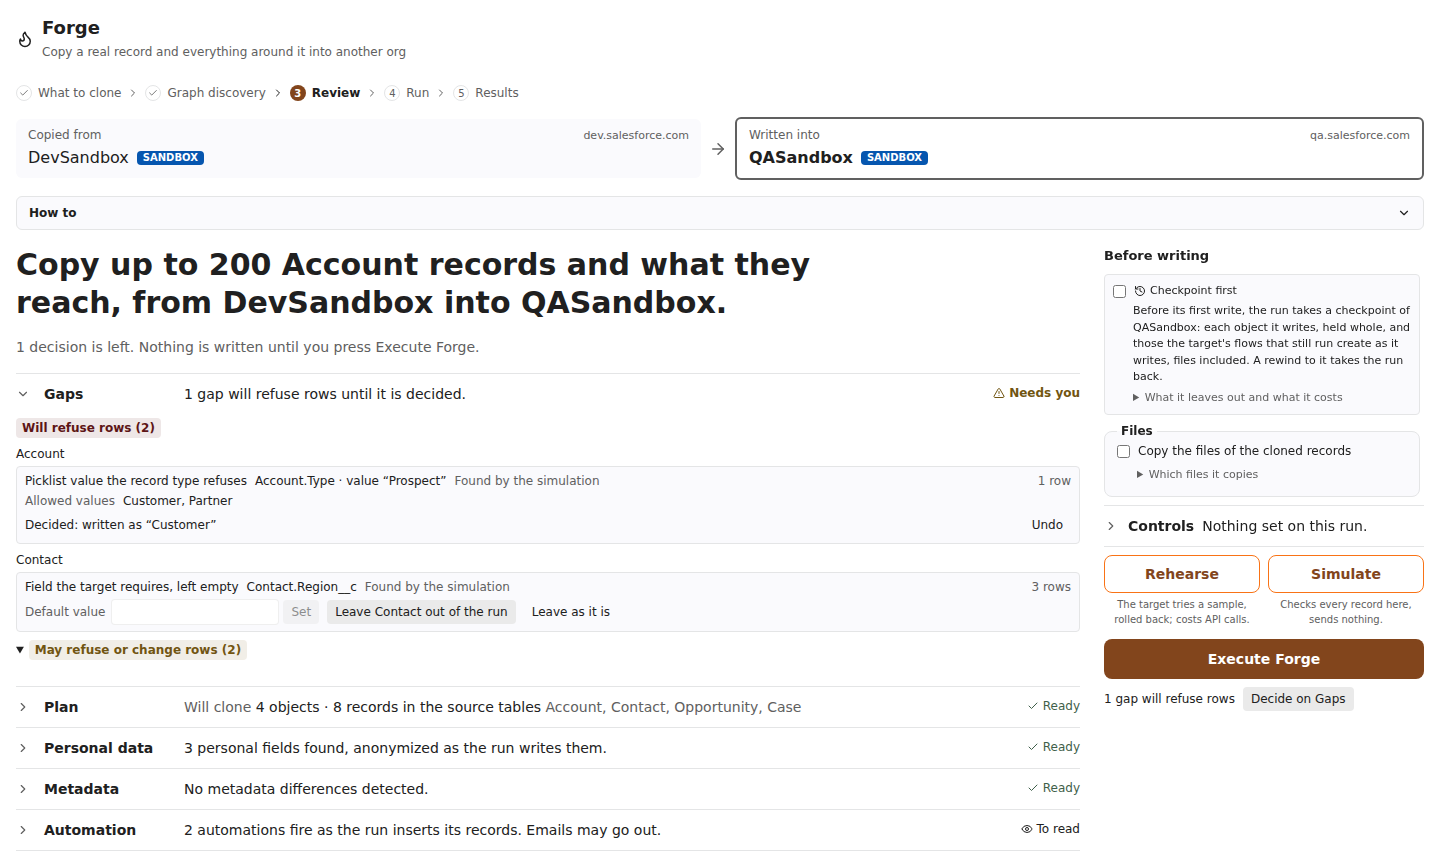 Forge
Copy a real record and everything around it into another org
What to clone
Graph discovery
3 Review
4 Run
5 Results
Copied from
dev.salesforce.com
DevSandbox SANDBOX
Written into
qa.salesforce.com
QASandbox SANDBOX
How to
Copy up to 200 Account records and what they
reach, from DevSandbox into QASandbox.
1 decision is left. Nothing is written until you press Execute Forge.
Gaps 1 gap will refuse rows until it is decided. Needs you
Will refuse rows (2)
Account
Picklist value the record type refuses Account.Type · value “Prospect” Found by the simulation 1 row
Allowed values Customer, Partner
Decided: written as “Customer” Undo
Contact
Field the target requires, left empty Contact.Region__c Found by the simulation 3 rows
Default value Set Leave Contact out of the run Leave as it is
May refuse or change rows (2)
Plan Will clone 4 objects · 8 records in the source tables Account, Contact, Opportunity, Case Ready
Personal data 3 personal fields found, anonymized as the run writes them. Ready
Metadata No metadata differences detected. Ready
Automation 2 automations fire as the run inserts its records. Emails may go out. To read
Before writing
Checkpoint first
Before its first write, the run takes a checkpoint of
QASandbox: each object it writes, held whole, and
those the target's flows that still run create as it
writes, files included. A rewind to it takes the run
back.
What it leaves out and what it costs
Files
Copy the files of the cloned records
Which files it copies
Controls Nothing set on this run.
Rehearse
The target tries a sample,
rolled back; costs API calls.
Simulate
Checks every record here,
sends nothing.
Execute Forge
1 gap will refuse rows Decide on Gaps